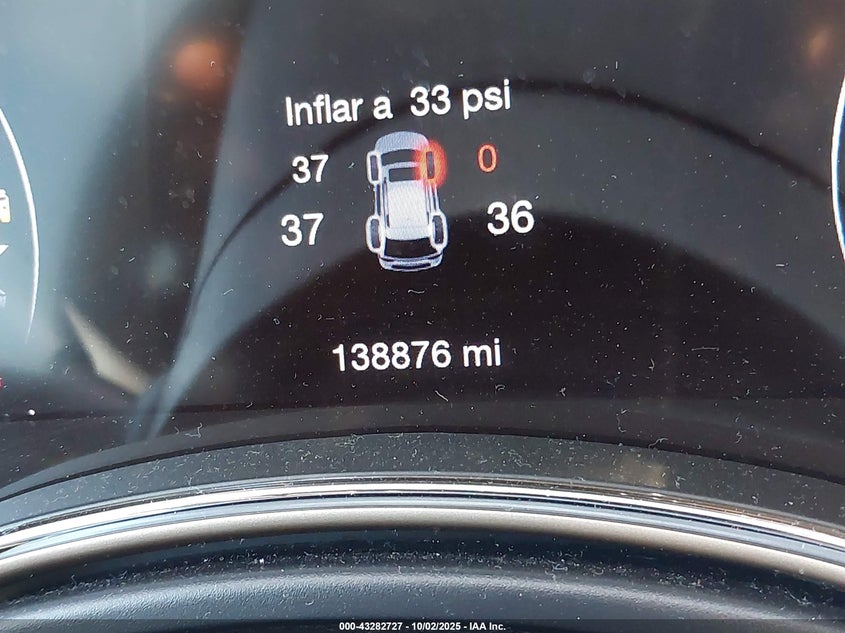 Inflar a 33 psi
37 0
37 36
138876 mi
000-43282727 - 10/02/2025 - IAA Inc.